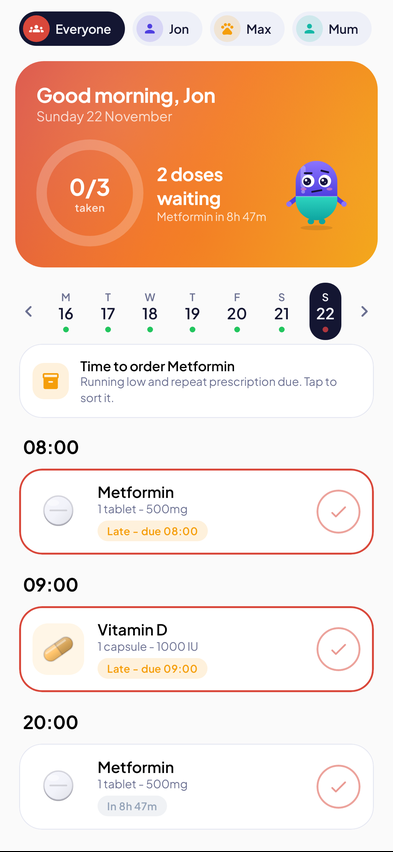 Everyone
Jon
Max
Mum
Good morning, Jon
Sunday 22 November
0/3
taken
2 doses
waiting
Metformin in 8h 47m
M T W T F S S
16 17 18 19 20 21 22
Time to order Metformin
Running low and repeat prescription due. Tap to
sort it.
08:00
Metformin
1 tablet - 500mg
Late - due 08:00
09:00
Vitamin D
1 capsule - 1000 IU
Late - due 09:00
20:00
Metformin
1 tablet - 500mg
In 8h 47m